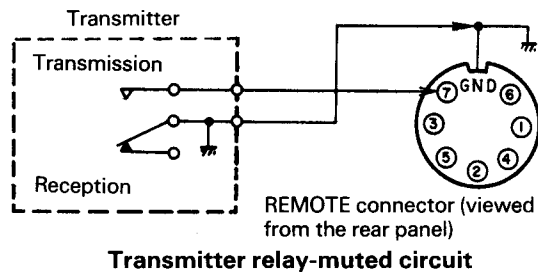 Transmitter
Transmission
Reception
GND
7
6
3
1
5
4
2
REMOTE connector (viewed
from the rear panel)
Transmitter relay-muted circuit